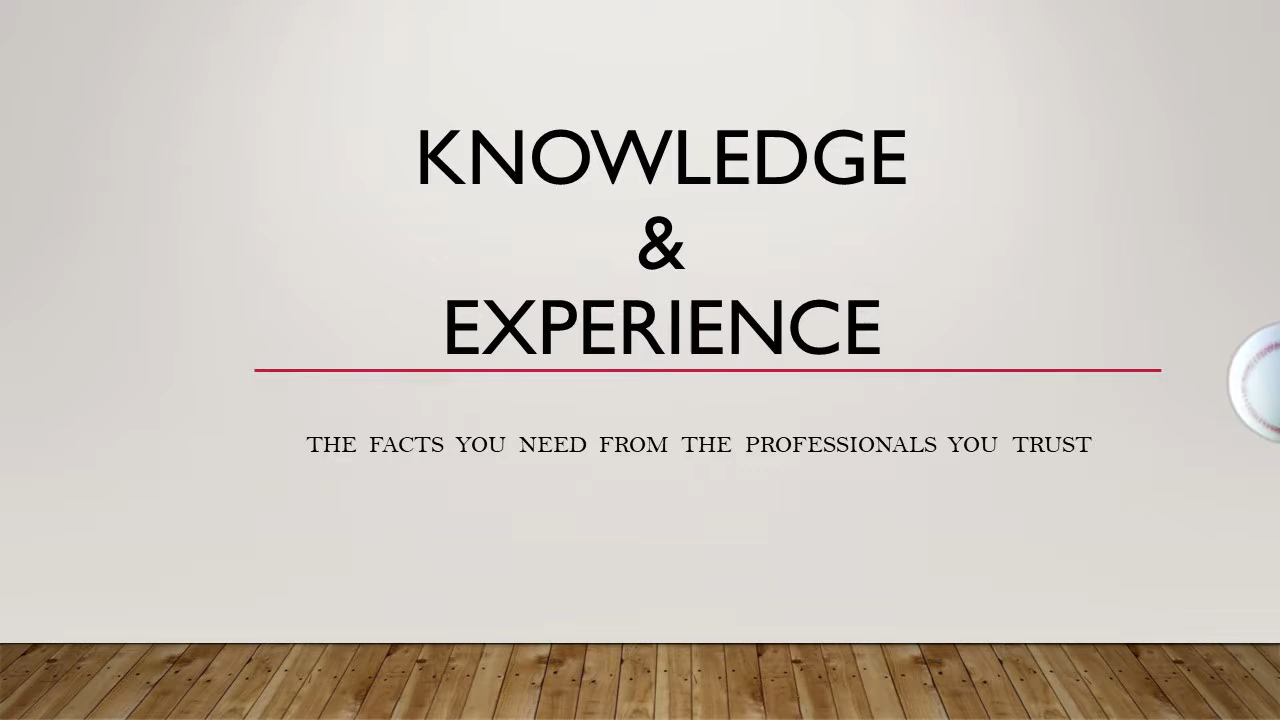 KNOWLEDGE
&
EXPERIENCE
THE FACTS YOU NEED FROM THE PROFESSIONALS YOU TRUST